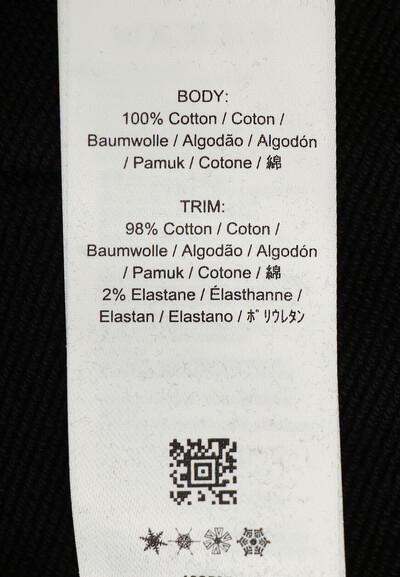 BODY:
100% Cotton / Coton /
Baumwolle / Algodão / Algodón
/ Pamuk / Cotone / 綿
TRIM:
98% Cotton / Coton /
Baumwolle / Algodão / Algodón
/ Pamuk / Cotone / 綿
2% Elastane / Élasthanne /
Elastan / Elastano / ポリウレタン